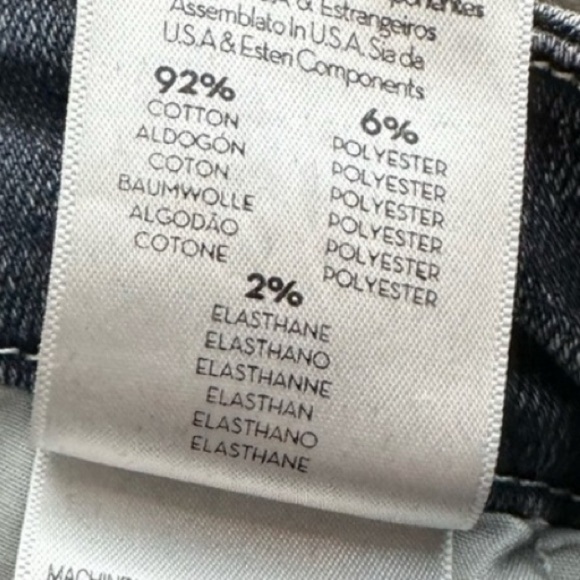 & Estrangeiros
Assemblato In U.S.A. Sia da
U.S.A & Esteri Components
92%
COTTON
ALDOGÓN
COTON
BAUMWOLLE
ALGODÃO
COTONE
6%
POLYESTER
POLYESTER
POLYESTER
POLYESTER
POLYESTER
POLYESTER
2%
ELASTHANE
ELASTHANO
ELASTHANNE
ELASTHAN
ELASTHANO
ELASTHANE